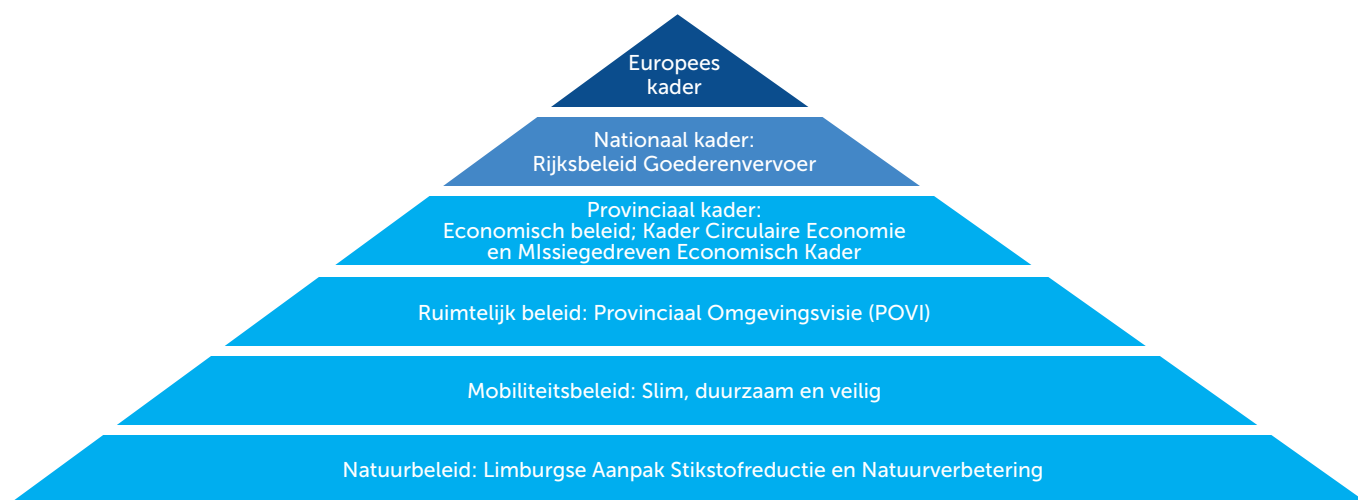 Europees
kader
Nationaal kader:
Rijksbeleid Goederenvervoer
Provinciaal kader:
Economisch beleid; Kader Circulaire Economie
en MIssiegedreven Economisch Kader
Ruimtelijk beleid: Provinciaal Omgevingsvisie (POVI)
Mobiliteitsbeleid: Slim, duurzaam en veilig
Natuurbeleid: Limburgse Aanpak Stikstofreductie en Natuurverbetering